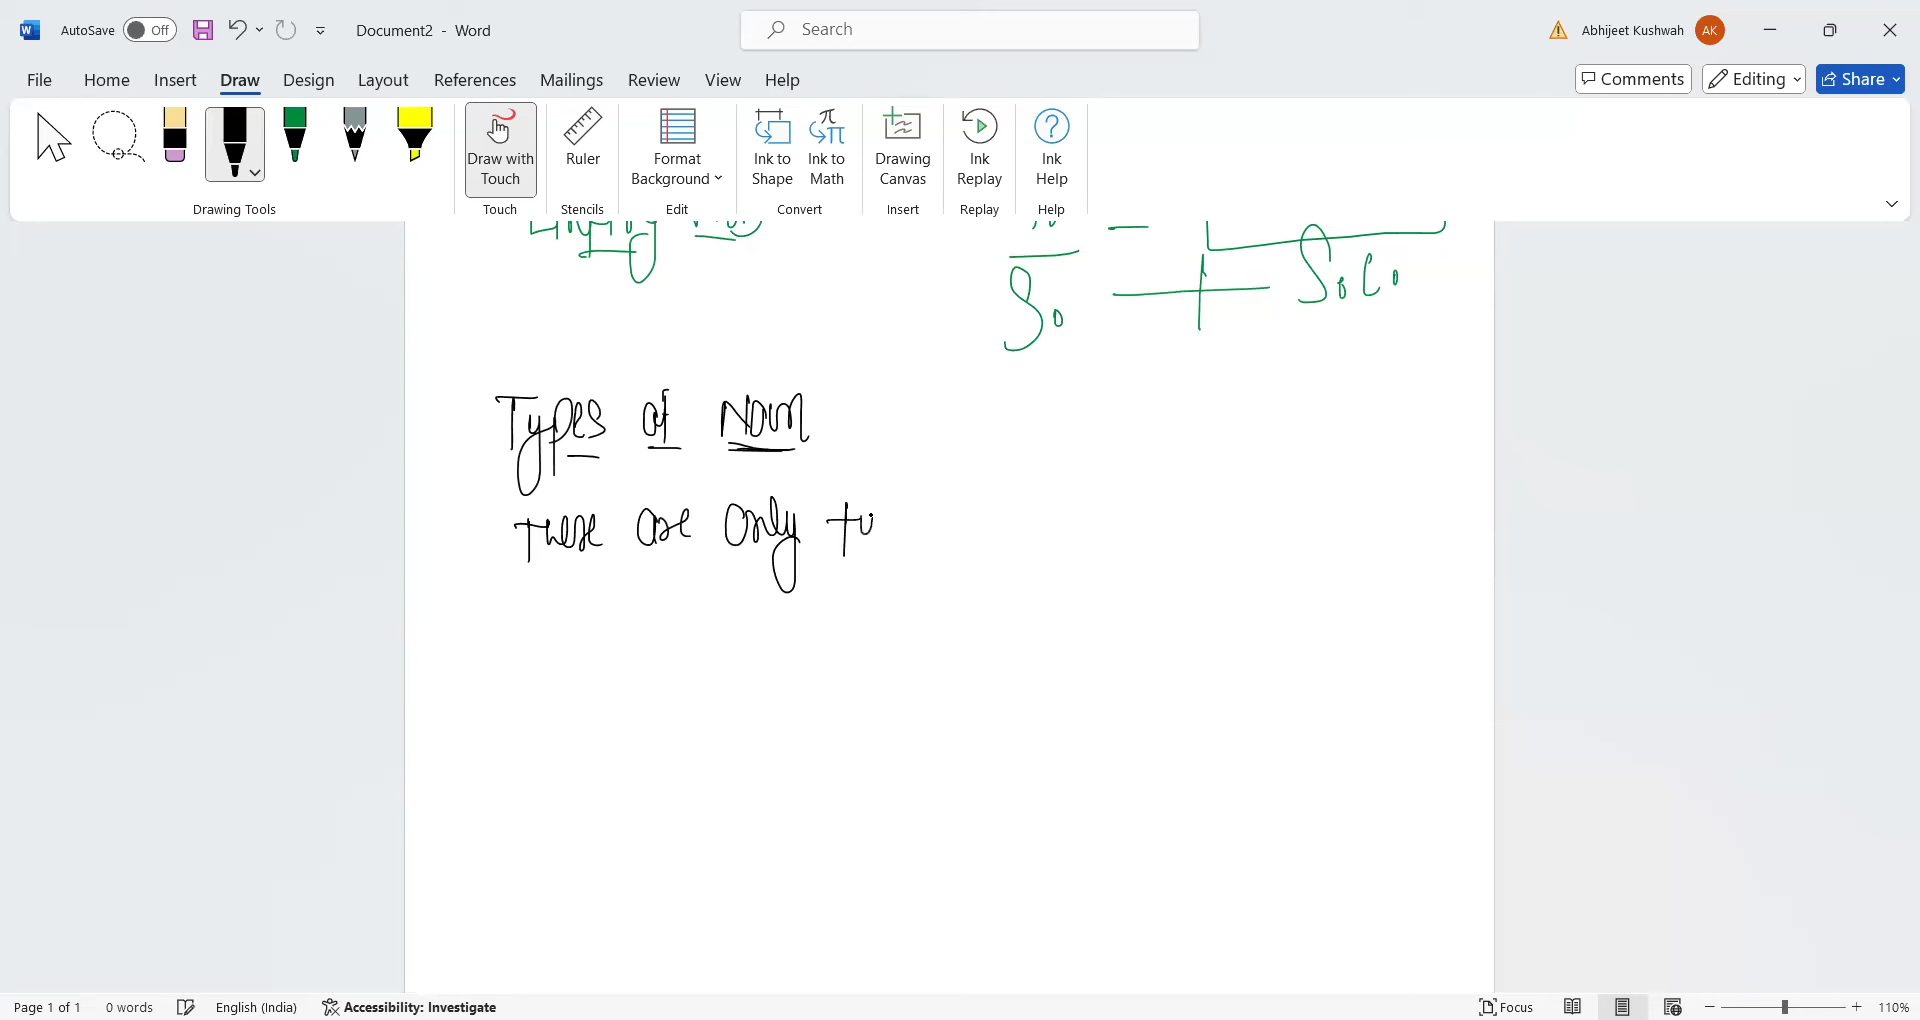 AutoSave Off Document2 - Word Search Abhijeet Kushwah AK
File Home Insert Draw Design Layout References Mailings Review View Help Comments Editing Share
Draw with Touch Ruler Format Background Ink to Shape Ink to Math Drawing Canvas Ink Replay Ink Help
Drawing Tools Touch Stencils Edit Convert Insert Replay Help
Types of Noun
There are only
Page 1 of 1 0 words English (India) Accessibility: Investigate Focus 110%